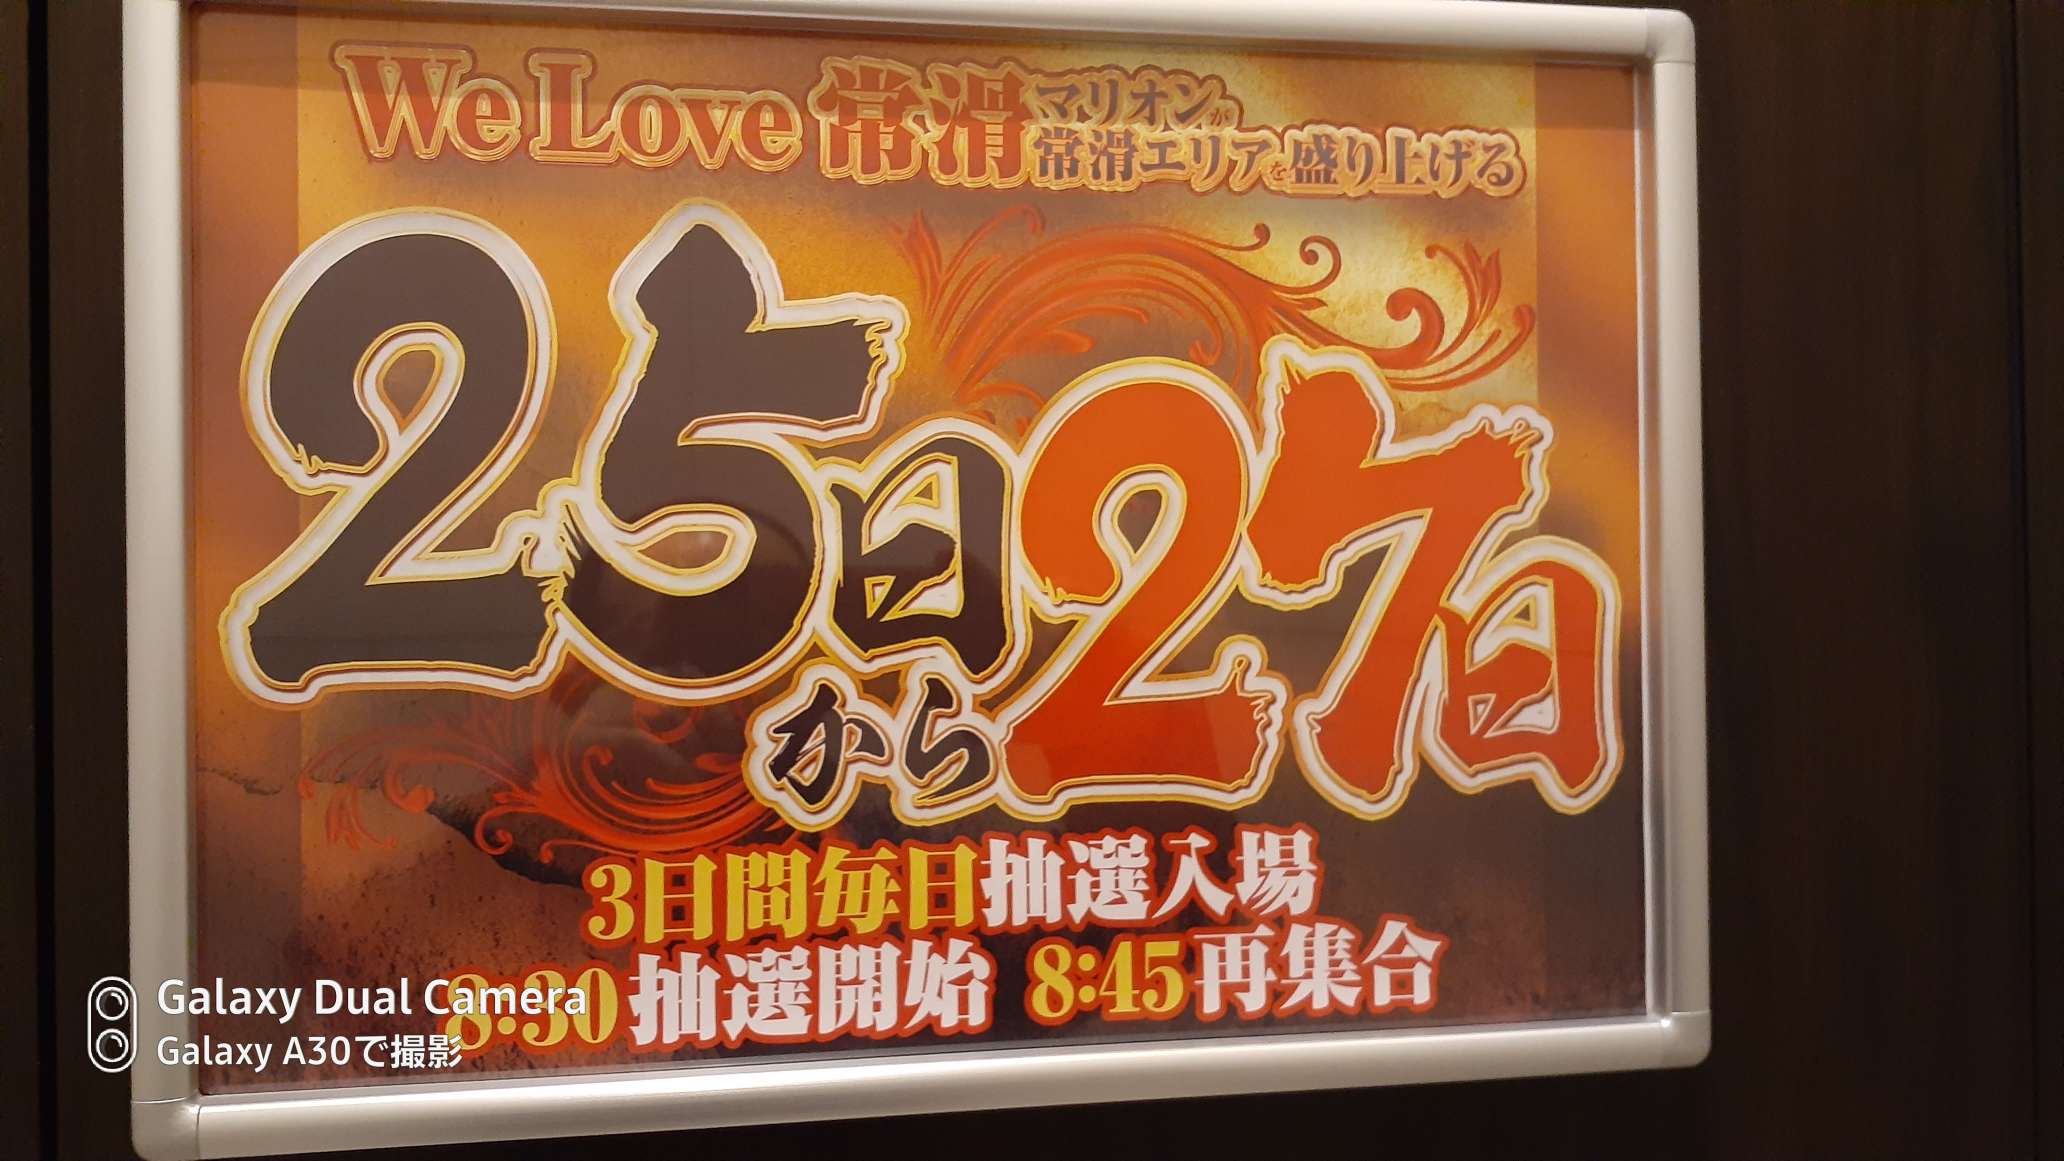 We Love 常滑 マリオンが
常滑エリアを盛り上げる
25日
から
27日
3日間毎日抽選入場
8:30抽選開始 8:45再集合
Galaxy Dual Camera
Galaxy A30で撮影